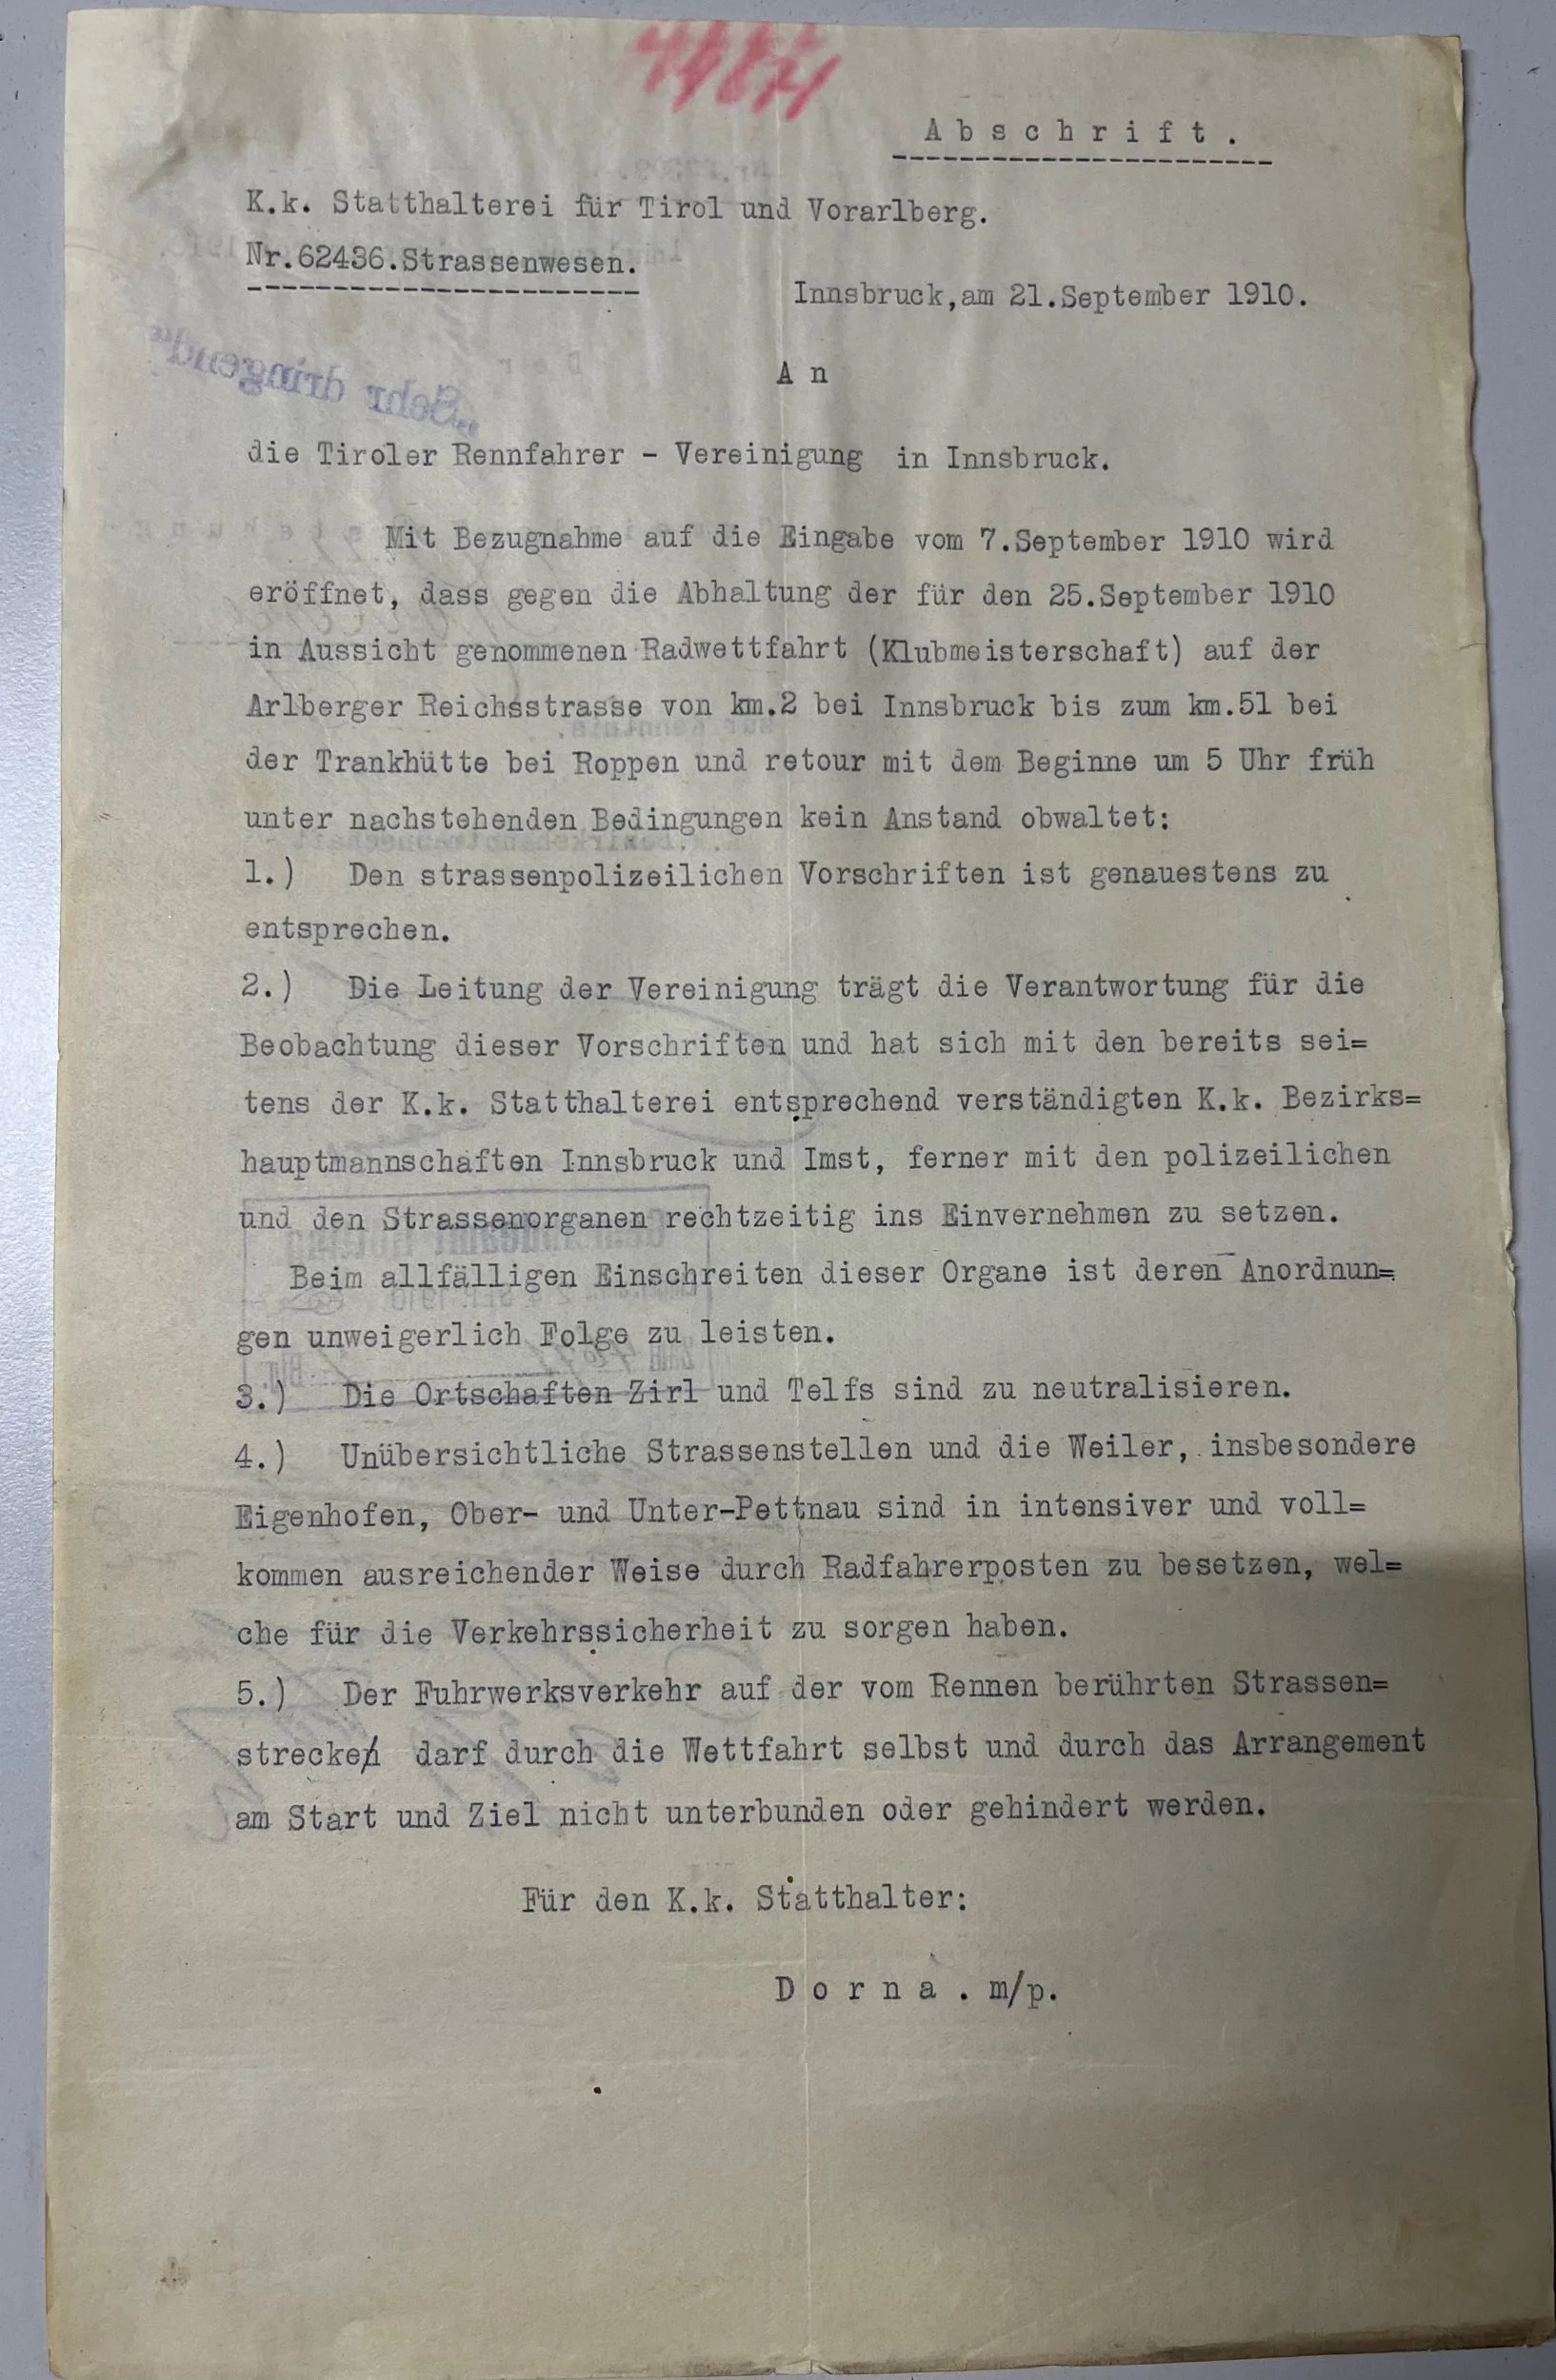 Abschrift.
K.k. Statthalterei für Tirol und Vorarlberg.
Nr.62436.Strassenwesen.
Innsbruck,am 21.September 1910.
„Sehr dringend“
An
die Tiroler Rennfahrer - Vereinigung in Innsbruck.
Mit Bezugnahme auf die Eingabe vom 7.September 1910 wird
eröffnet, dass gegen die Abhaltung der für den 25.September 1910
in Aussicht genommenen Radwettfahrt (Klubmeisterschaft) auf der
Arlberger Reichsstrasse von km.2 bei Innsbruck bis zum km.51 bei
der Trankhütte bei Roppen und retour mit dem Beginne um 5 Uhr früh
unter nachstehenden Bedingungen kein Anstand obwaltet:
1.) Den strassenpolizeilichen Vorschriften ist genauestens zu
entsprechen.
2.) Die Leitung der Vereinigung trägt die Verantwortung für die
Beobachtung dieser Vorschriften und hat sich mit den bereits sei=
tens der K.k. Statthalterei entsprechend verständigten K.k. Bezirks=
hauptmannschaften Innsbruck und Imst, ferner mit den polizeilichen
und den Strassenorganen rechtzeitig ins Einvernehmen zu setzen.
Beim allfälligen Einschreiten dieser Organe ist deren Anordnun=
gen unweigerlich Folge zu leisten.
3.) Die Ortschaften Zirl und Telfs sind zu neutralisieren.
4.) Unübersichtliche Strassenstellen und die Weiler, insbesondere
Eigenhofen, Ober- und Unter-Pettnau sind in intensiver und voll=
kommen ausreichender Weise durch Radfahrerposten zu besetzen, wel=
che für die Verkehrssicherheit zu sorgen haben.
5.) Der Fuhrwerksverkehr auf der vom Rennen berührten Strassen=
strecken darf durch die Wettfahrt selbst und durch das Arrangement
am Start und Ziel nicht unterbunden oder gehindert werden.
Für den K.k. Statthalter:
Dorna. m/p.